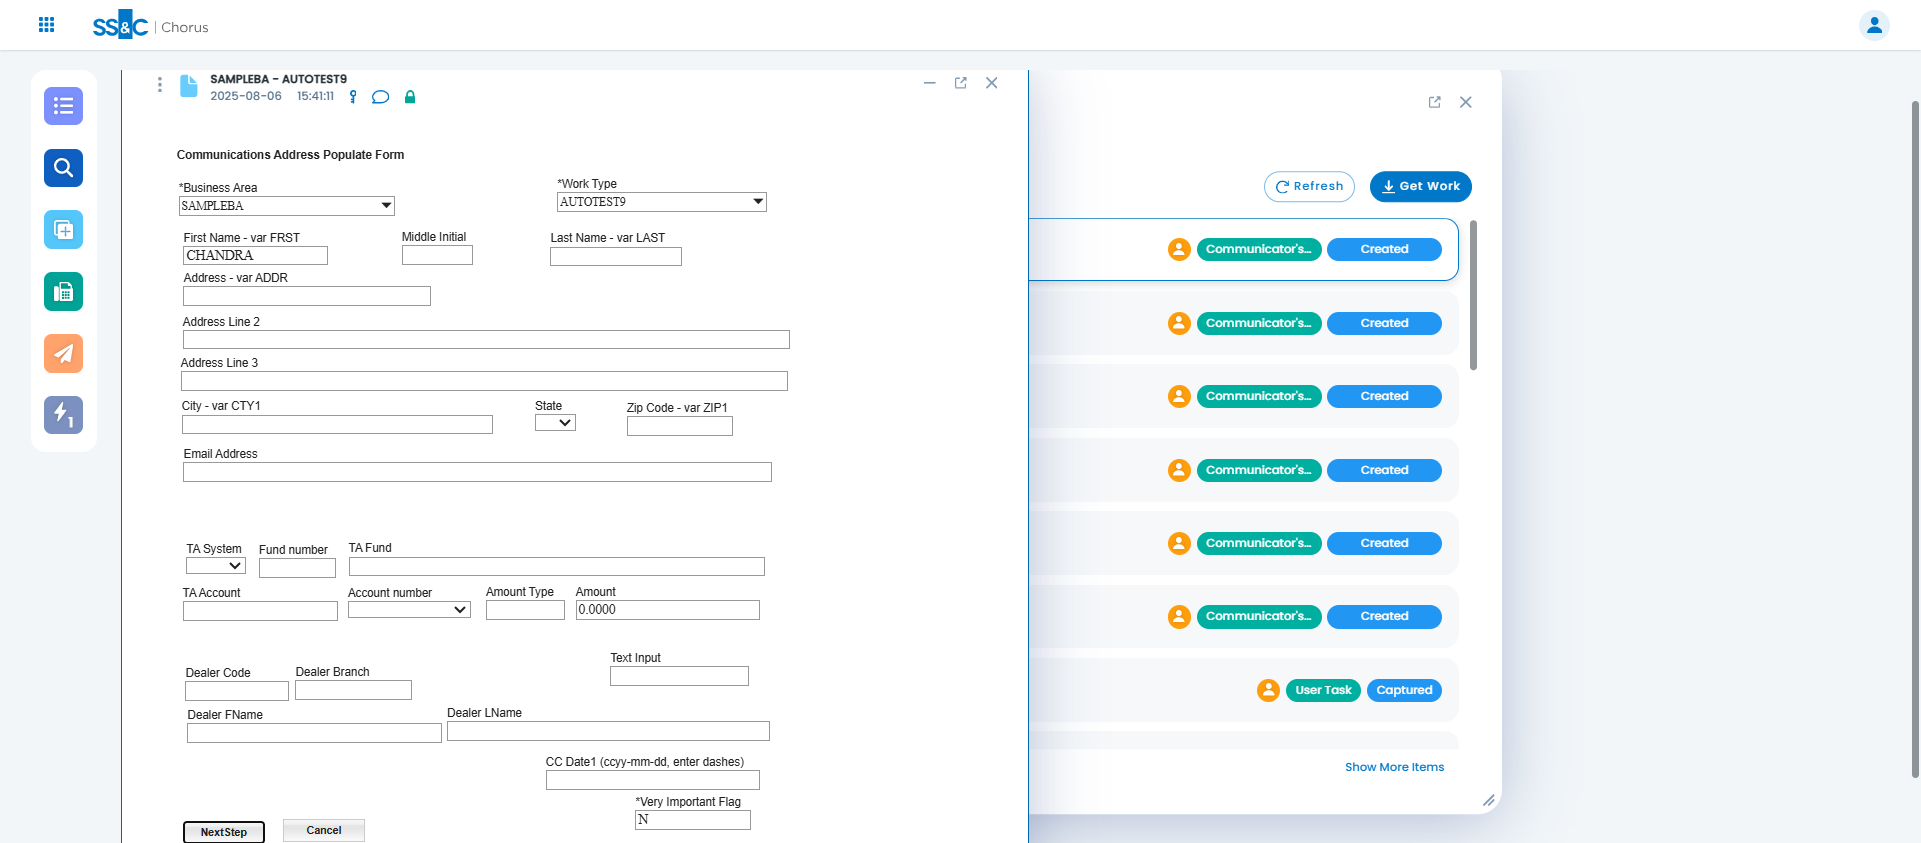 SS&C | Chorus
SAMPLEBA - AUTOTEST9
2025-08-06 15:41:11
Communications Address Populate Form
*Business Area
*Work Type
SAMPLEBA
AUTOTEST9
First Name - var FRST
Middle Initial
Last Name - var LAST
CHANDRA
Address - var ADDR
Address Line 2
Address Line 3
City - var CTY1
State
Zip Code - var ZIP1
Email Address
TA System
Fund number
TA Fund
TA Account
Account number
Amount Type
Amount
0.0000
Text Input
Dealer Code
Dealer Branch
Dealer FName
Dealer LName
CC Date1 (ccyy-mm-dd, enter dashes)
*Very Important Flag
N
NextStep
Cancel
Refresh
Get Work
Communicator's... Created
Communicator's... Created
Communicator's... Created
Communicator's... Created
Communicator's... Created
Communicator's... Created
User Task Captured
Show More Items
1